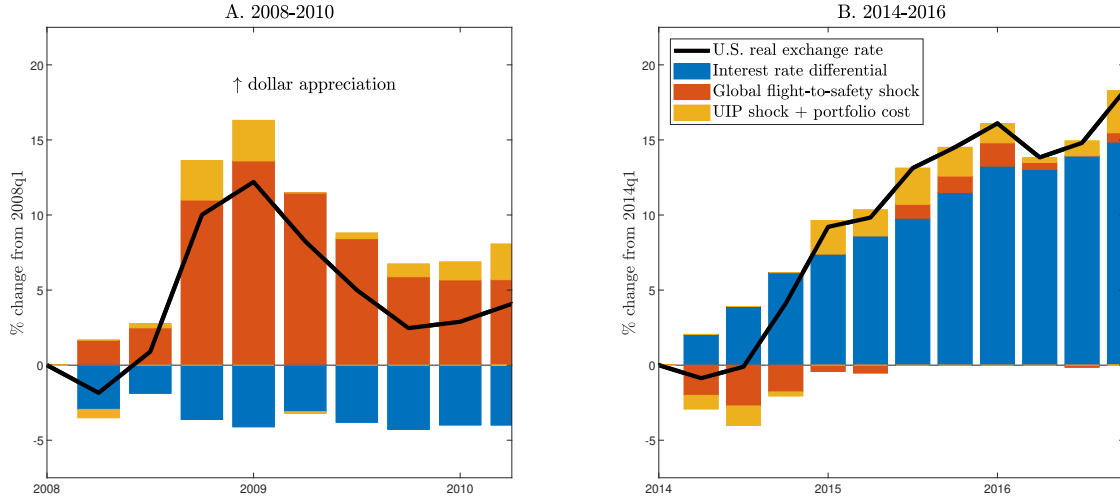 A. 2008-2010
% change from 2008q1
20
15
10
5
0
-5
2008
2009
2010
↑ dollar appreciation
B. 2014-2016
% change from 2014q1
20
15
10
5
0
-5
2014
2015
2016
U.S. real exchange rate
Interest rate differential
Global flight-to-safety shock
UIP shock + portfolio cost